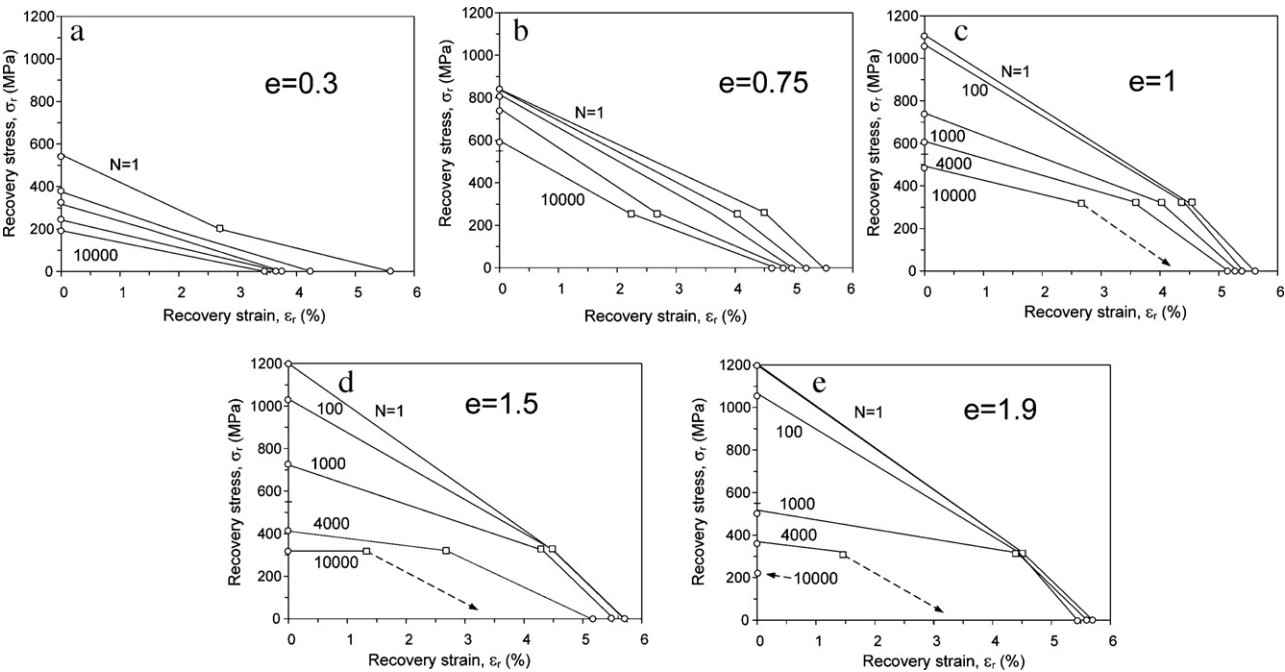 a
e=0.3
N=1
10000
Recovery stress, σr (MPa)
1200
1000
800
600
400
200
0
0 1 2 3 4 5 6
Recovery strain, εr (%)
b
e=0.75
N=1
10000
Recovery stress, σr (MPa)
1200
1000
800
600
400
200
0
0 1 2 3 4 5 6
Recovery strain, εr (%)
c
e=1
N=1
100
1000
4000
10000
Recovery stress, σr (MPa)
1200
1000
800
600
400
200
0
0 1 2 3 4 5 6
Recovery strain, εr (%)
d
e=1.5
N=1
100
1000
4000
10000
Recovery stress, σr (MPa)
1200
1000
800
600
400
200
0
0 1 2 3 4 5 6
Recovery strain, εr (%)
e
e=1.9
N=1
100
1000
4000
10000
Recovery stress, σr (MPa)
1200
1000
800
600
400
200
0
0 1 2 3 4 5 6
Recovery strain, εr (%)